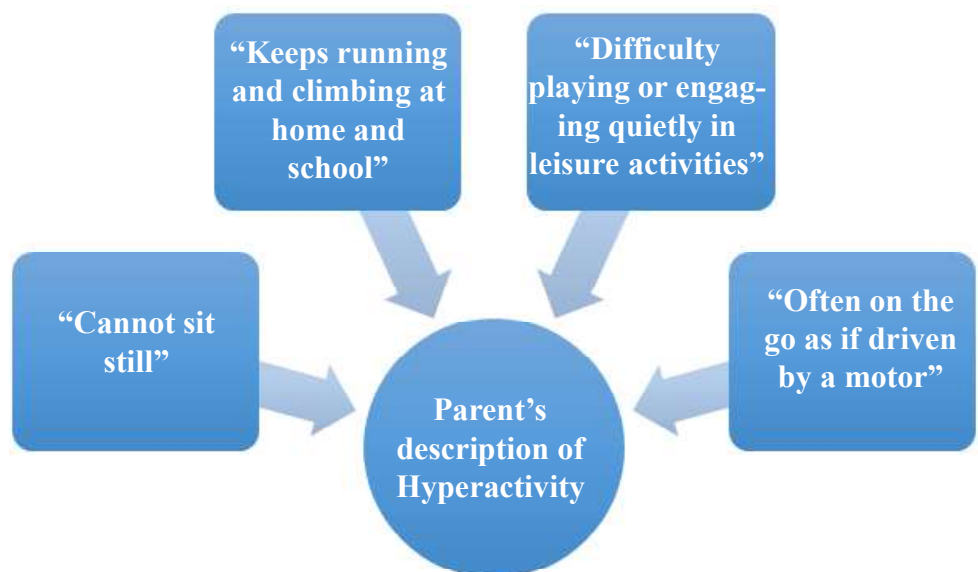 “Keeps running
and climbing at
home and
school”
“Difficulty
playing or engag-
ing quietly in
leisure activities”
“Cannot sit
still”
“Often on the
go as if driven
by a motor”
Parent’s
description of
Hyperactivity